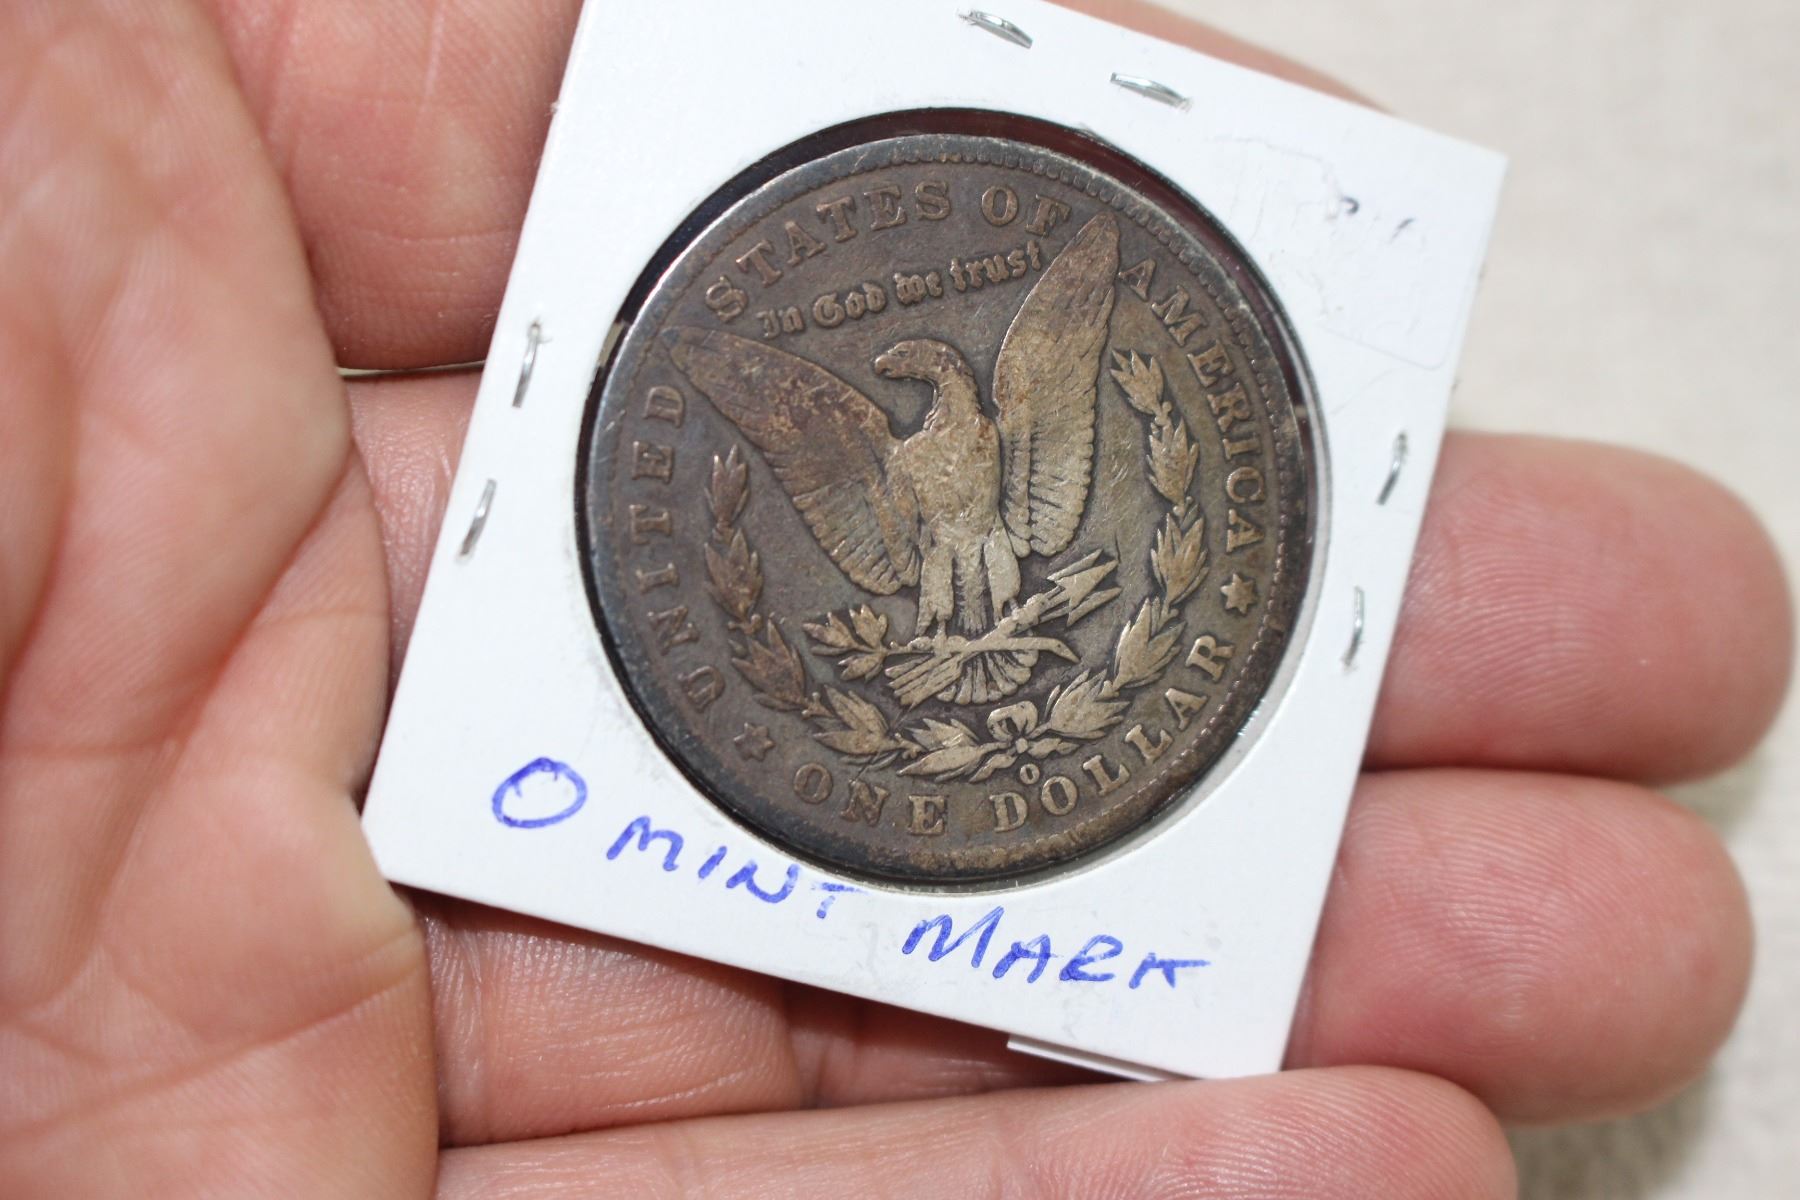 UNITED STATES OF AMERICA
In God we trust
O
ONE DOLLAR
O MINT MARK